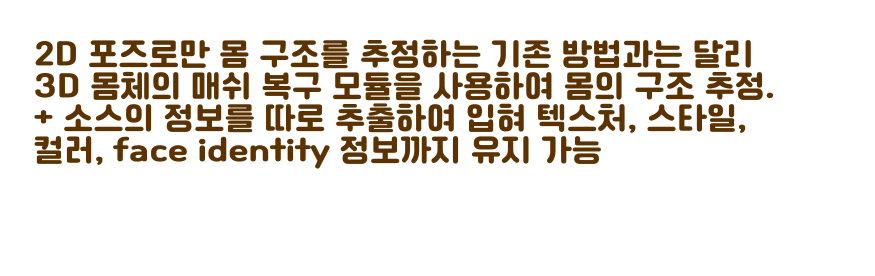 2D 포즈로만 몸 구조를 추정하는 기존 방법과는 달리
3D 몸체의 매쉬 복구 모듈을 사용하여 몸의 구조 추정.
+ 소스의 정보를 따로 추출하여 입혀 텍스처, 스타일,
컬러, face identity 정보까지 유지 가능